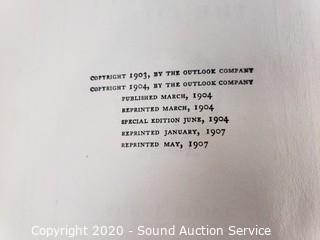 COPYRIGHT 1903, BY THE OUTLOOK COMPANY
COPYRIGHT 1904, BY THE OUTLOOK COMPANY
PUBLISHED MARCH, 1904
REPRINTED MARCH, 1904
SPECIAL EDITION JUNE, 1904
REPRINTED JANUARY, 1907
REPRINTED MAY, 1907
Copyright 2020 - Sound Auction Service